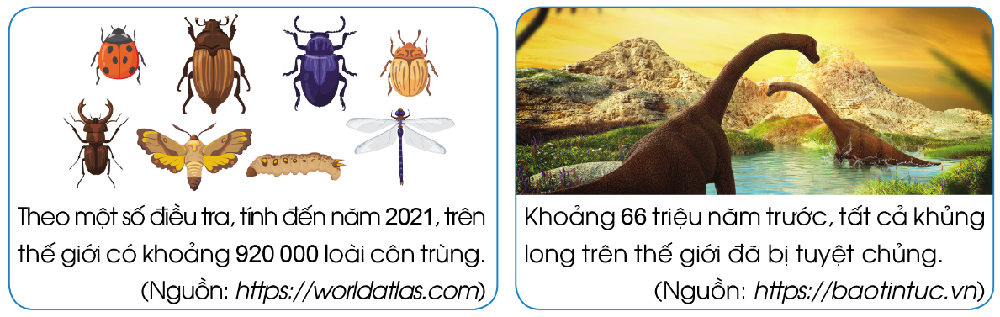 Theo một số điều tra, tính đến năm 2021, trên
thế giới có khoảng 920 000 loài côn trùng.
(Nguồn: https://worldatlas.com)
Khoảng 66 triệu năm trước, tất cả khủng
long trên thế giới đã bị tuyệt chủng.
(Nguồn: https://baotintuc.vn)